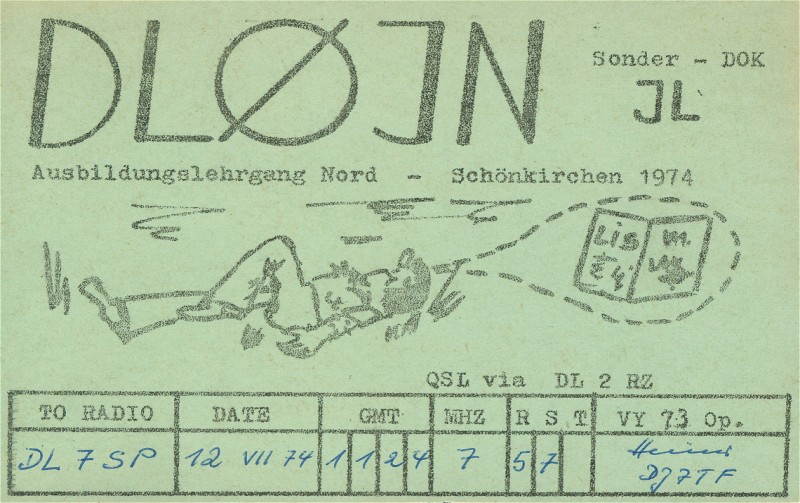 DLØJN
Sonder - DOK
JL
Ausbildungslehrgang Nord - Schönkirchen 1974
QSL via DL 2 RZ
TO RADIO DATE GMT MHZ R S T VY 73 Op.
DL 7 SP 12 VII 74 1 1 2 4 7 5 7
DJ7TF